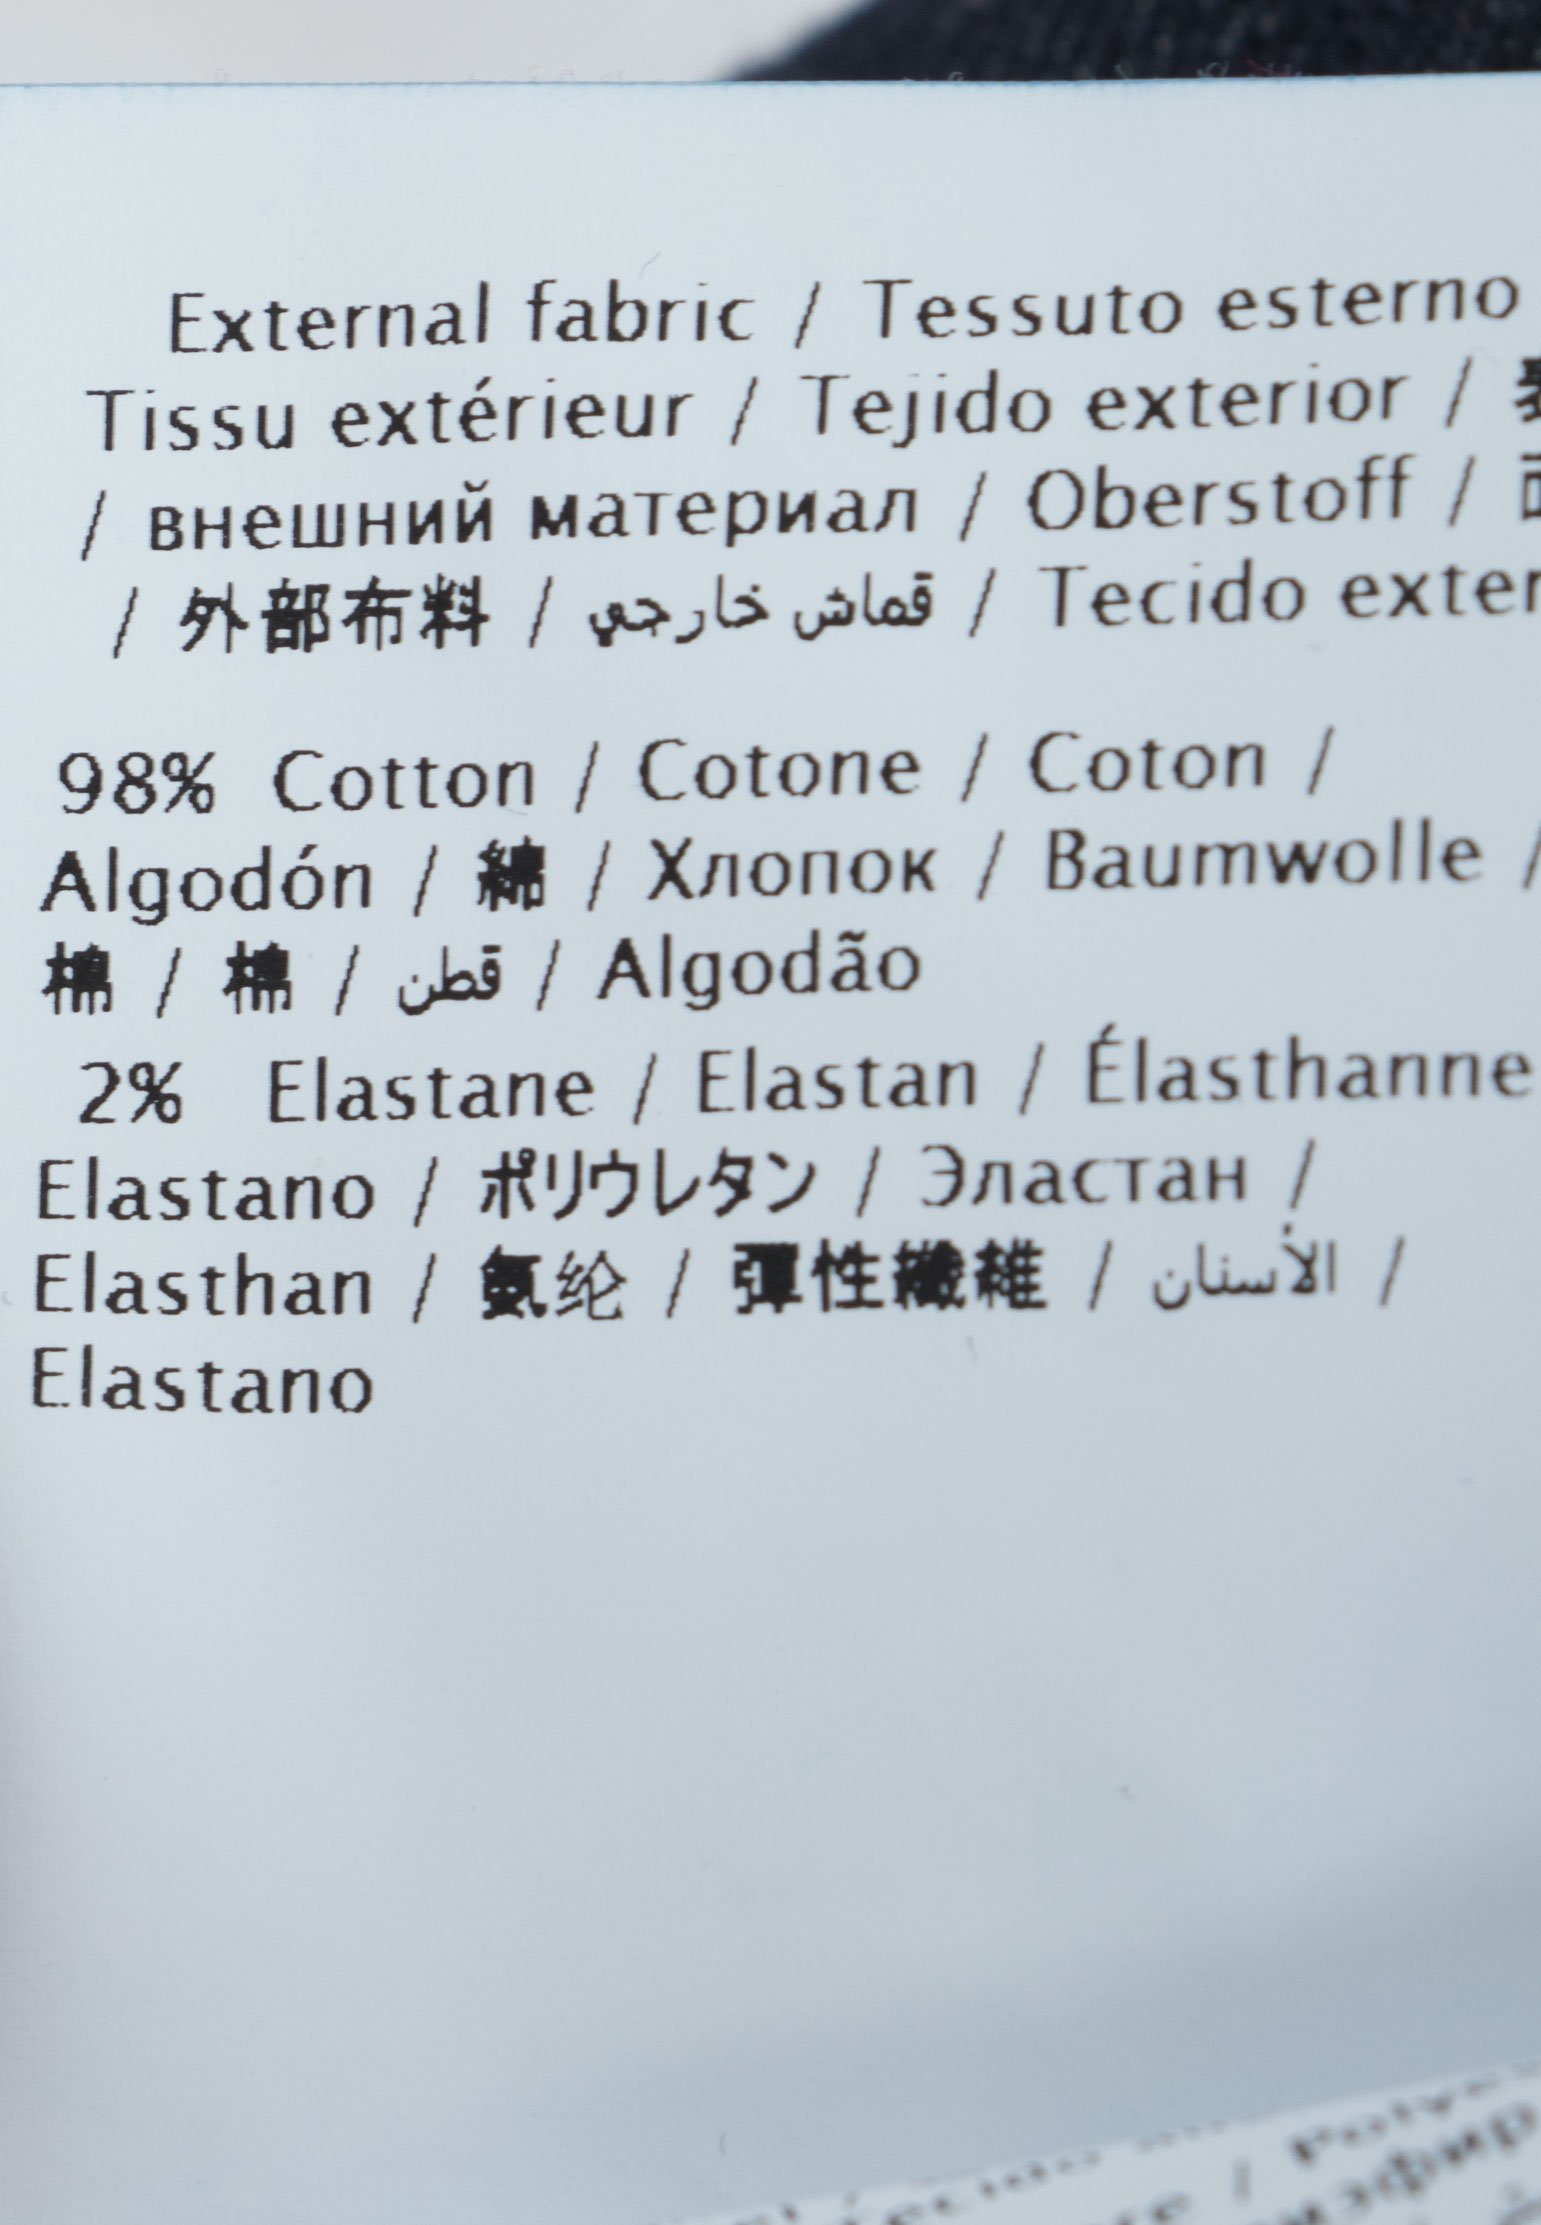 External fabric / Tessuto esterno
Tissu extérieur / Tejido exterior /
/ внешний материал / Oberstoff /
/ 外部布料 / قماش خارجي / Tecido exter
98% Cotton / Cotone / Coton /
Algodón / 綿 / Хлопок / Baumwolle /
棉 / 棉 / قطن / Algodão
2% Elastane / Elastan / Élasthanne
Elastano / ポリウレタン / Эластан /
Elasthan / 氨纶 / 彈性纖維 / الأسنان /
Elastano